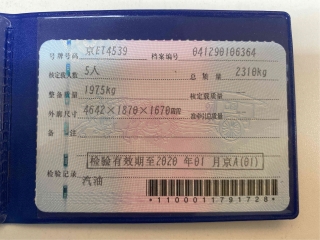 号牌号码 京ET4539 档案编号 041290106364
核定载人数 5人 总质量 2310kg
整备质量 1975kg 核定载质量
外廓尺寸 4642×1870×1670mm 准牵引总质量
备注
检验有效期至2020 年01 月京A(01)
检验记录
汽油
*1100011791728*